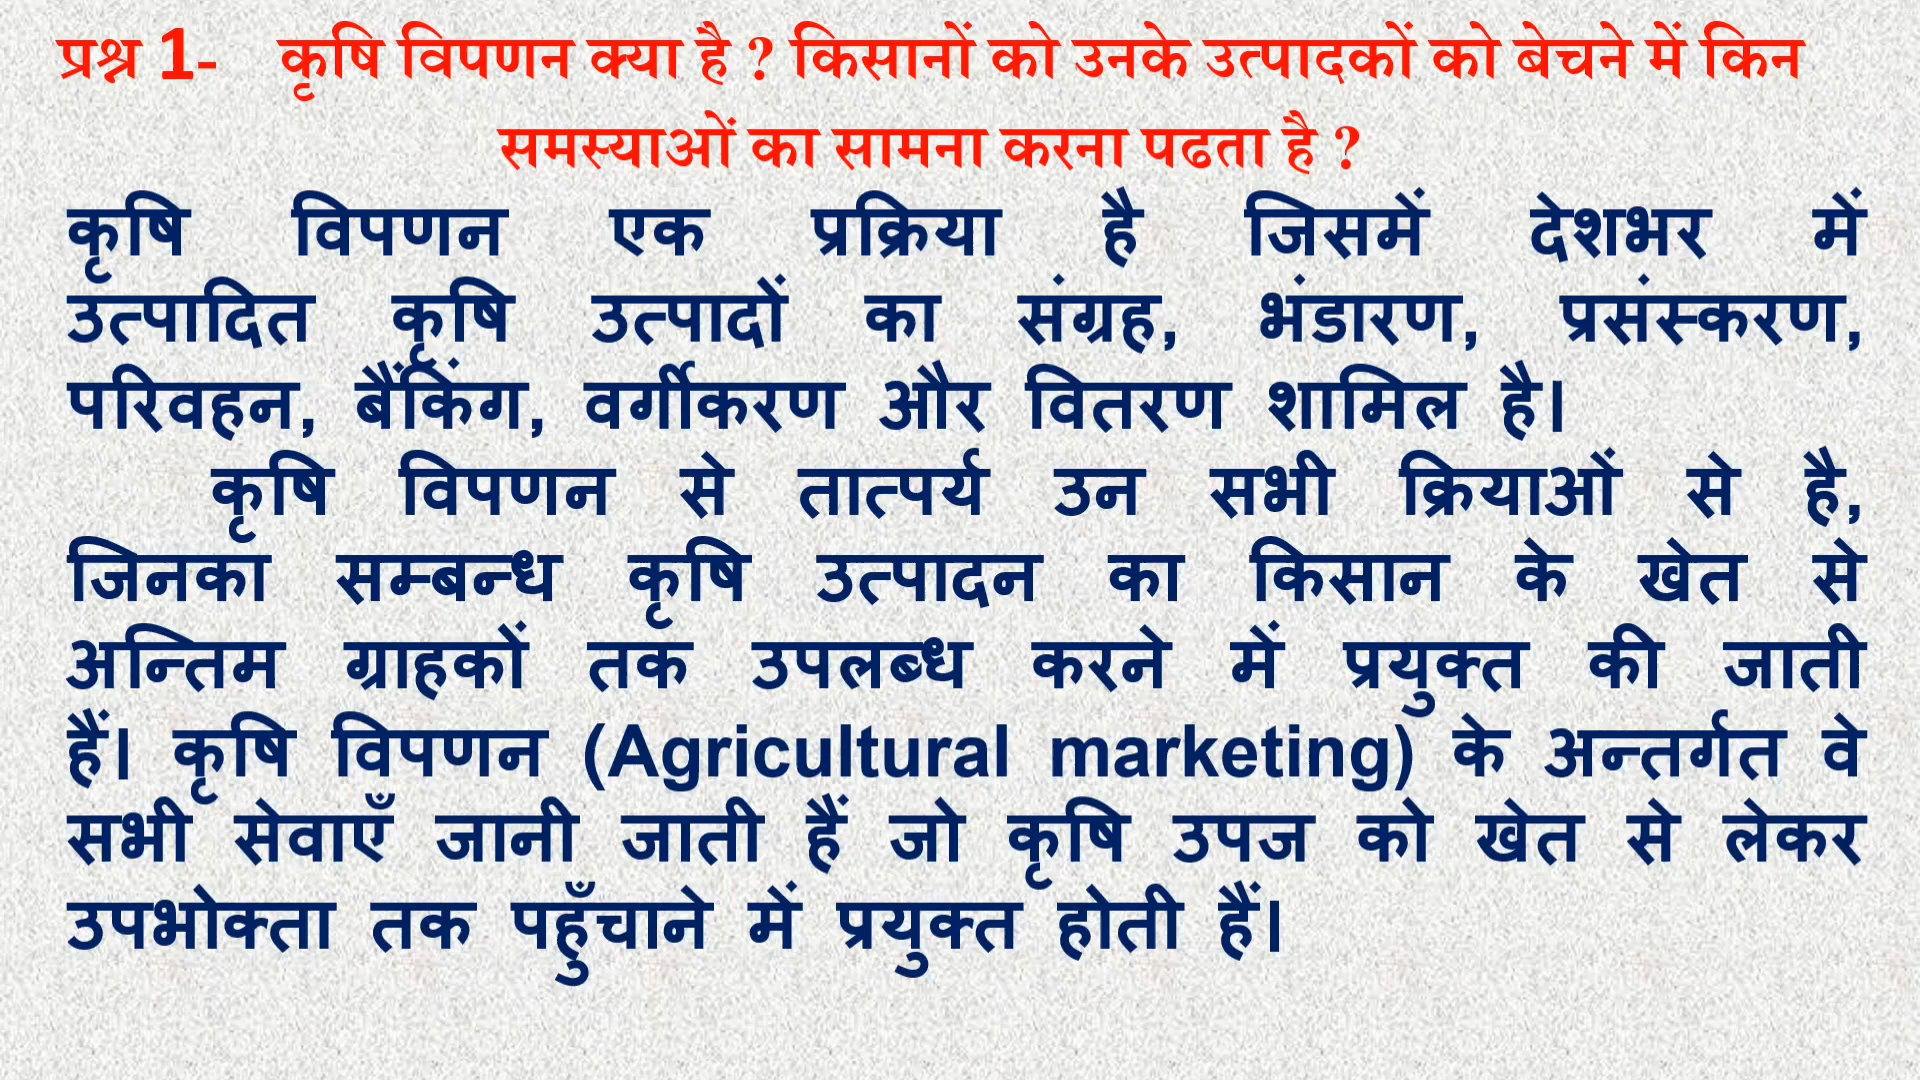 प्रश्न 1- कृषि विपणन क्या है ? किसानों को उनके उत्पादकों को बेचने में किन
समस्याओं का सामना करना पढता है ?
कृषि विपणन एक प्रक्रिया है जिसमें देशभर में
उत्पादित कृषि उत्पादों का संग्रह, भंडारण, प्रसंस्करण,
परिवहन, बैंकिंग, वर्गीकरण और वितरण शामिल है।
कृषि विपणन से तात्पर्य उन सभी क्रियाओं से है,
जिनका सम्बन्ध कृषि उत्पादन का किसान के खेत से
अन्तिम ग्राहकों तक उपलब्ध करने में प्रयुक्त की जाती
हैं। कृषि विपणन (Agricultural marketing) के अन्तर्गत वे
सभी सेवाएँ जानी जाती हैं जो कृषि उपज को खेत से लेकर
उपभोक्ता तक पहुँचाने में प्रयुक्त होती हैं।